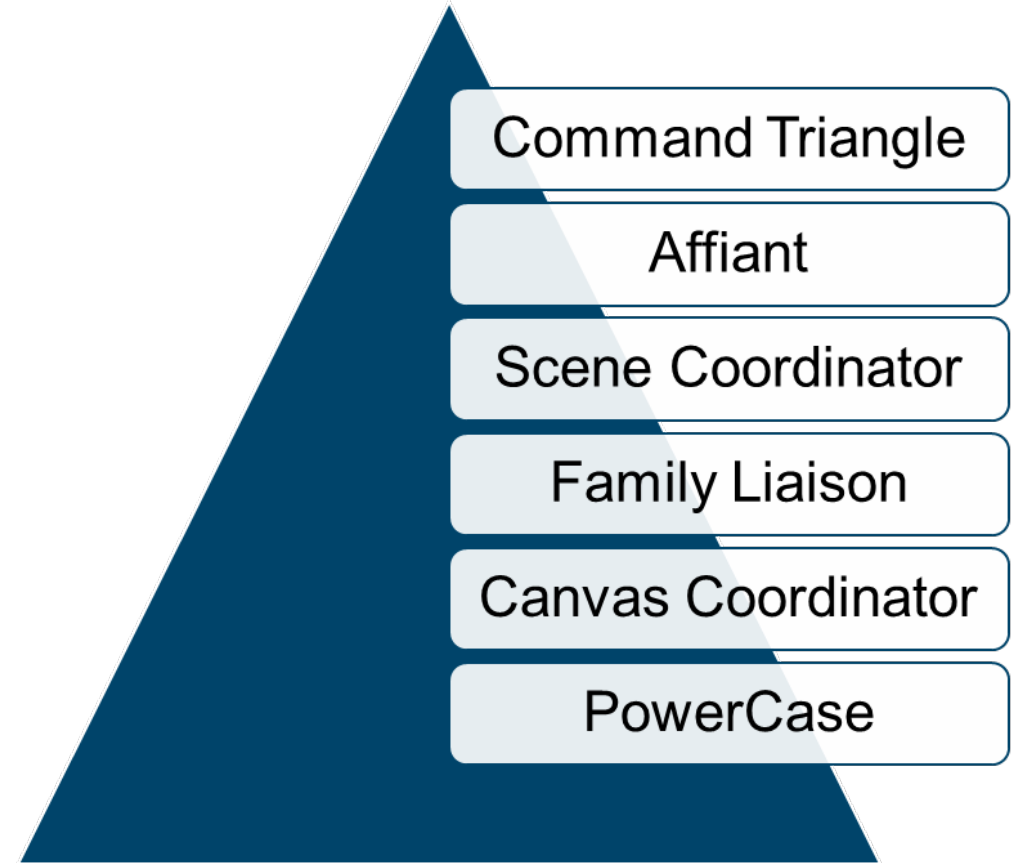 Command Triangle
Affiant
Scene Coordinator
Family Liaison
Canvas Coordinator
PowerCase